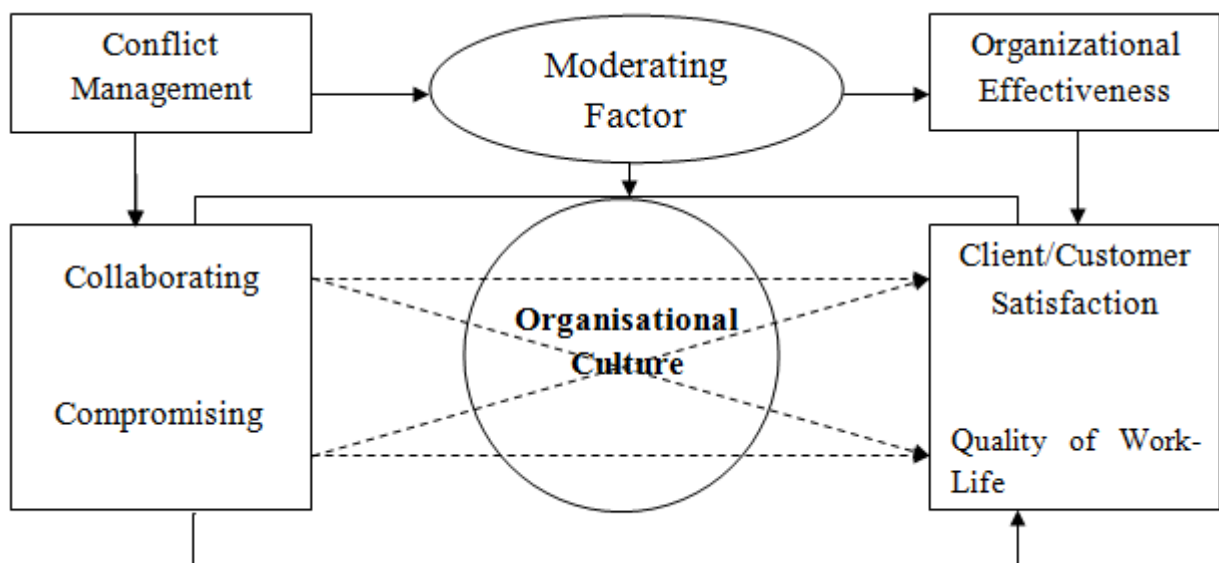 Conflict
Management
Moderating
Factor
Organizational
Effectiveness
Collaborating
Compromising
Organisational
Culture
Client/Customer
Satisfaction
Quality of Work-
Life